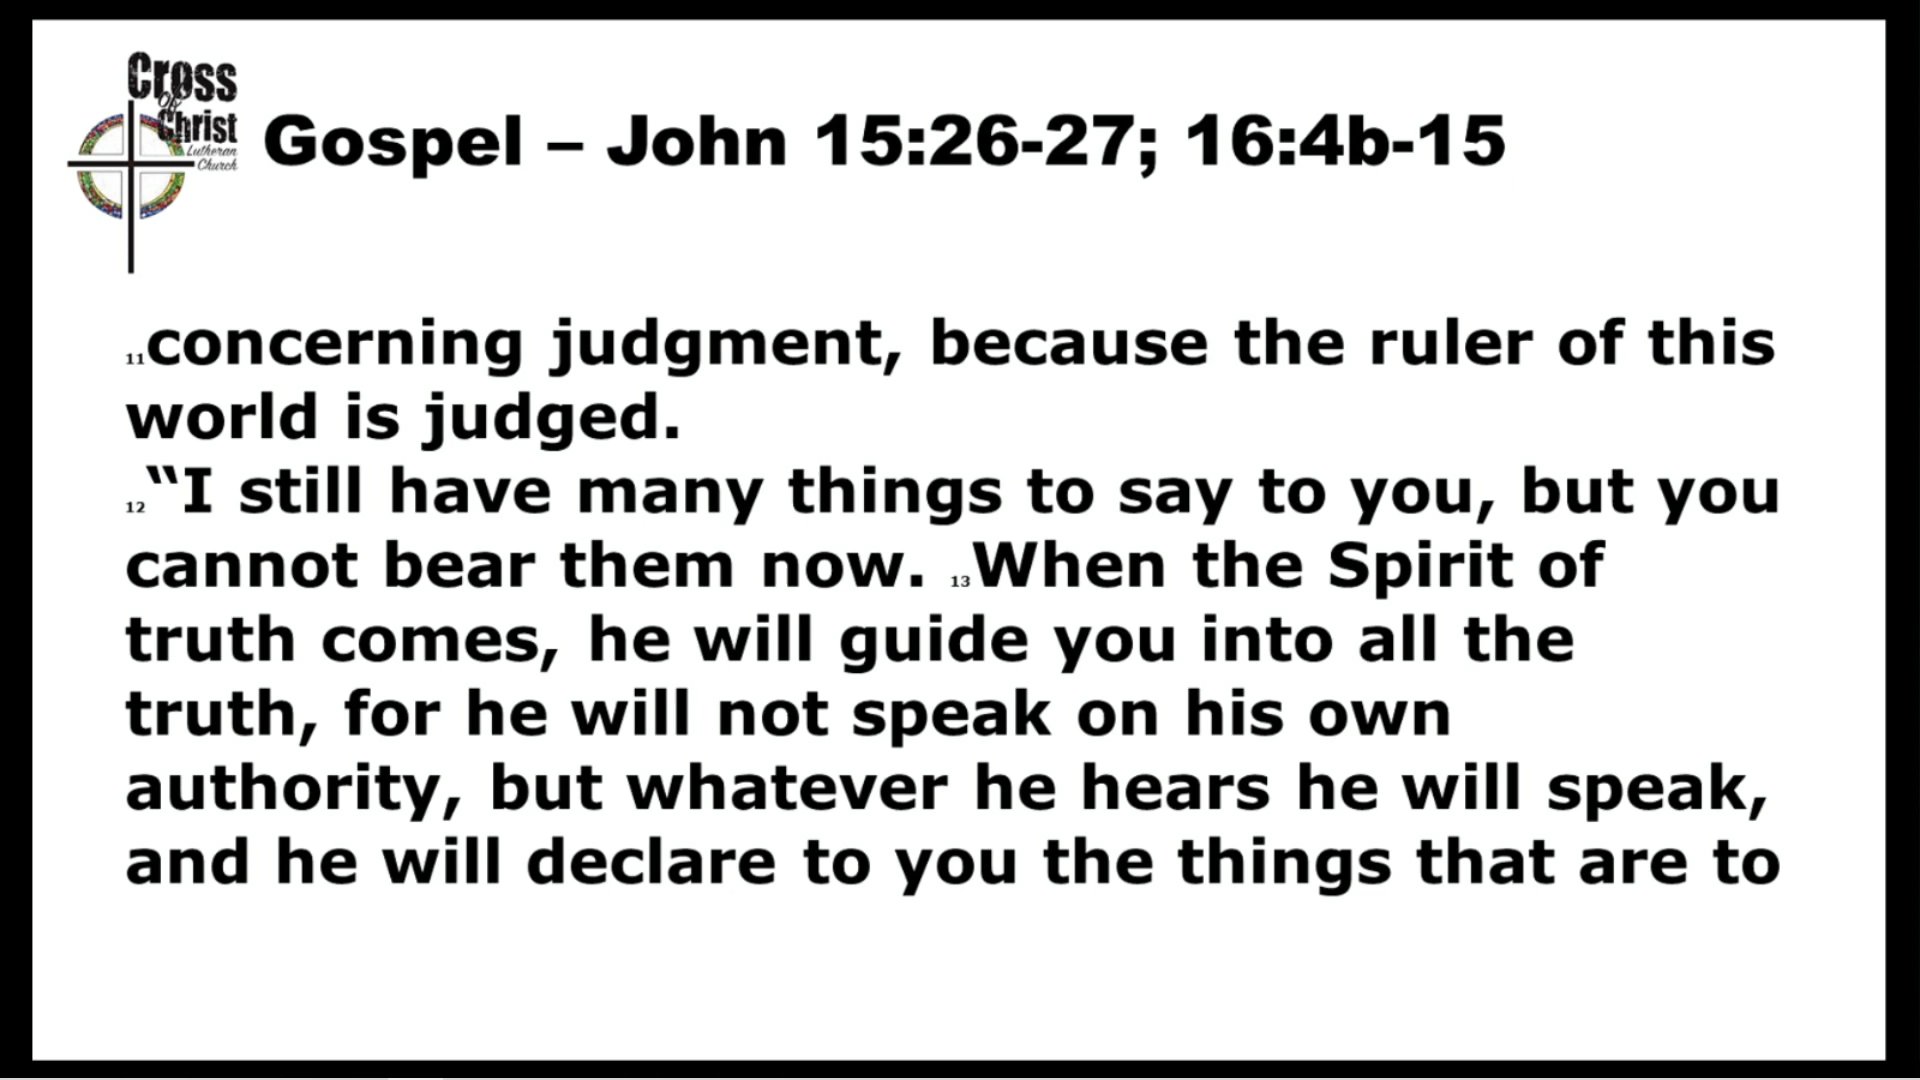 Cross
Of
Christ
Lutheran
Church
Gospel – John 15:26-27; 16:4b-15
11concerning judgment, because the ruler of this
world is judged.
12“I still have many things to say to you, but you
cannot bear them now. 13When the Spirit of
truth comes, he will guide you into all the
truth, for he will not speak on his own
authority, but whatever he hears he will speak,
and he will declare to you the things that are to